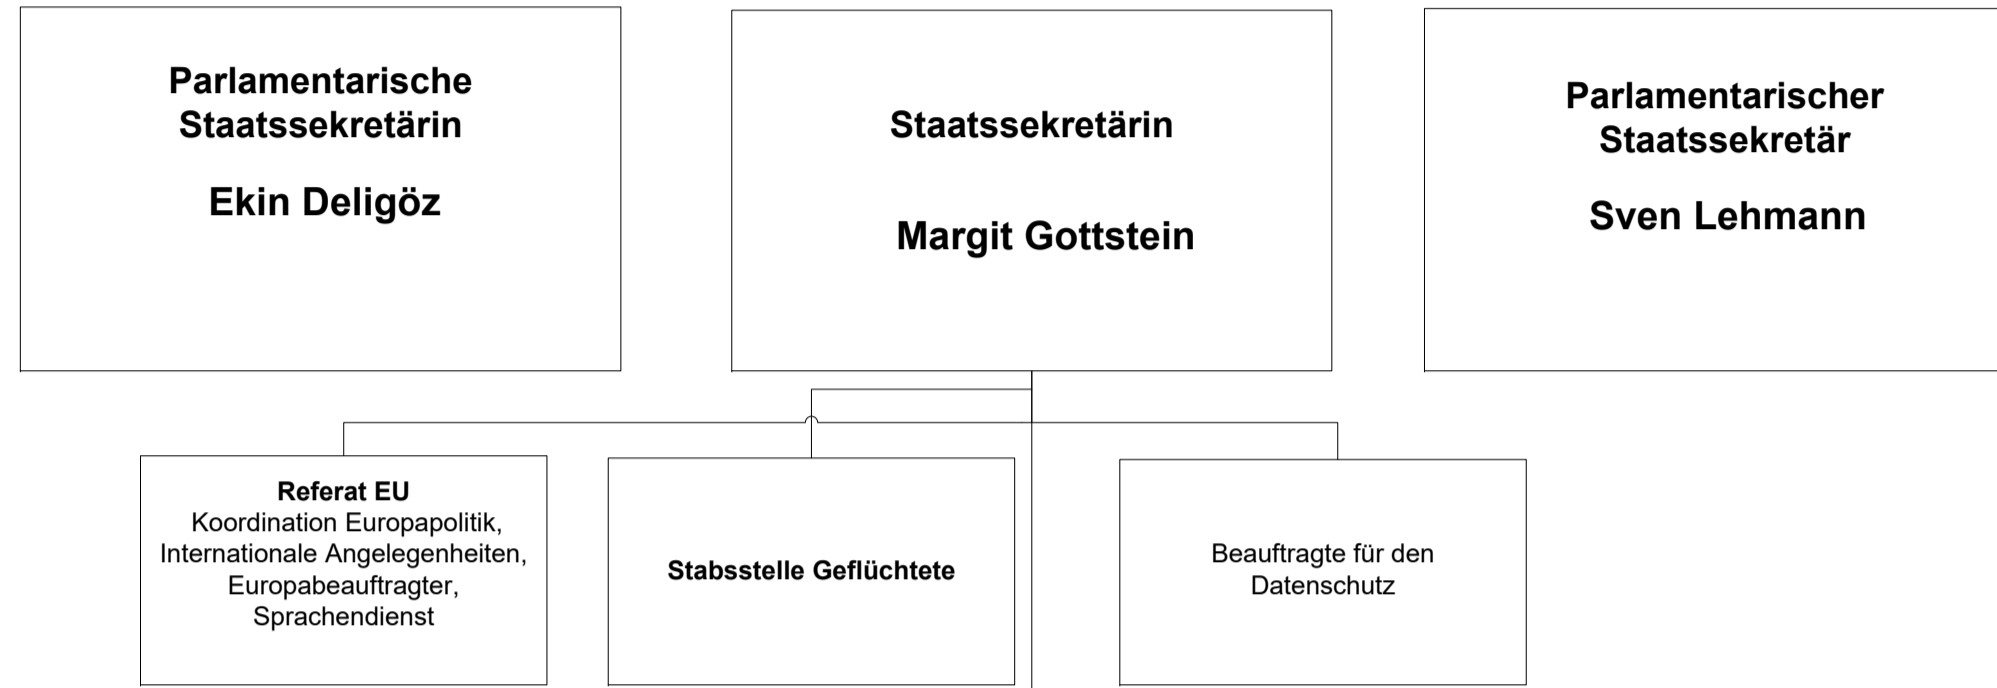 Parlamentarische
Staatssekretärin
Ekin Deligöz
Staatssekretärin
Margit Gottstein
Parlamentarischer
Staatssekretär
Sven Lehmann
Referat EU
Koordination Europapolitik,
Internationale Angelegenheiten,
Europabeauftragter,
Sprachendienst
Stabsstelle Geflüchtete
Beauftragte für den
Datenschutz